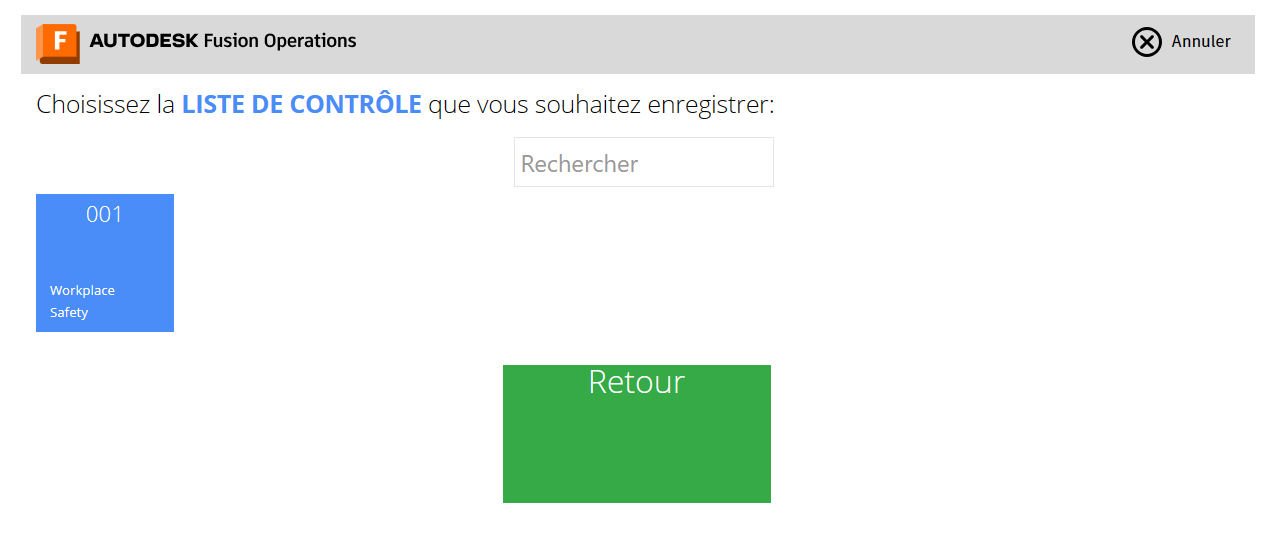 F AUTODESK Fusion Operations
Annuler
Choisissez la LISTE DE CONTRÔLE que vous souhaitez enregistrer:
Rechercher
001
Workplace
Safety
Retour